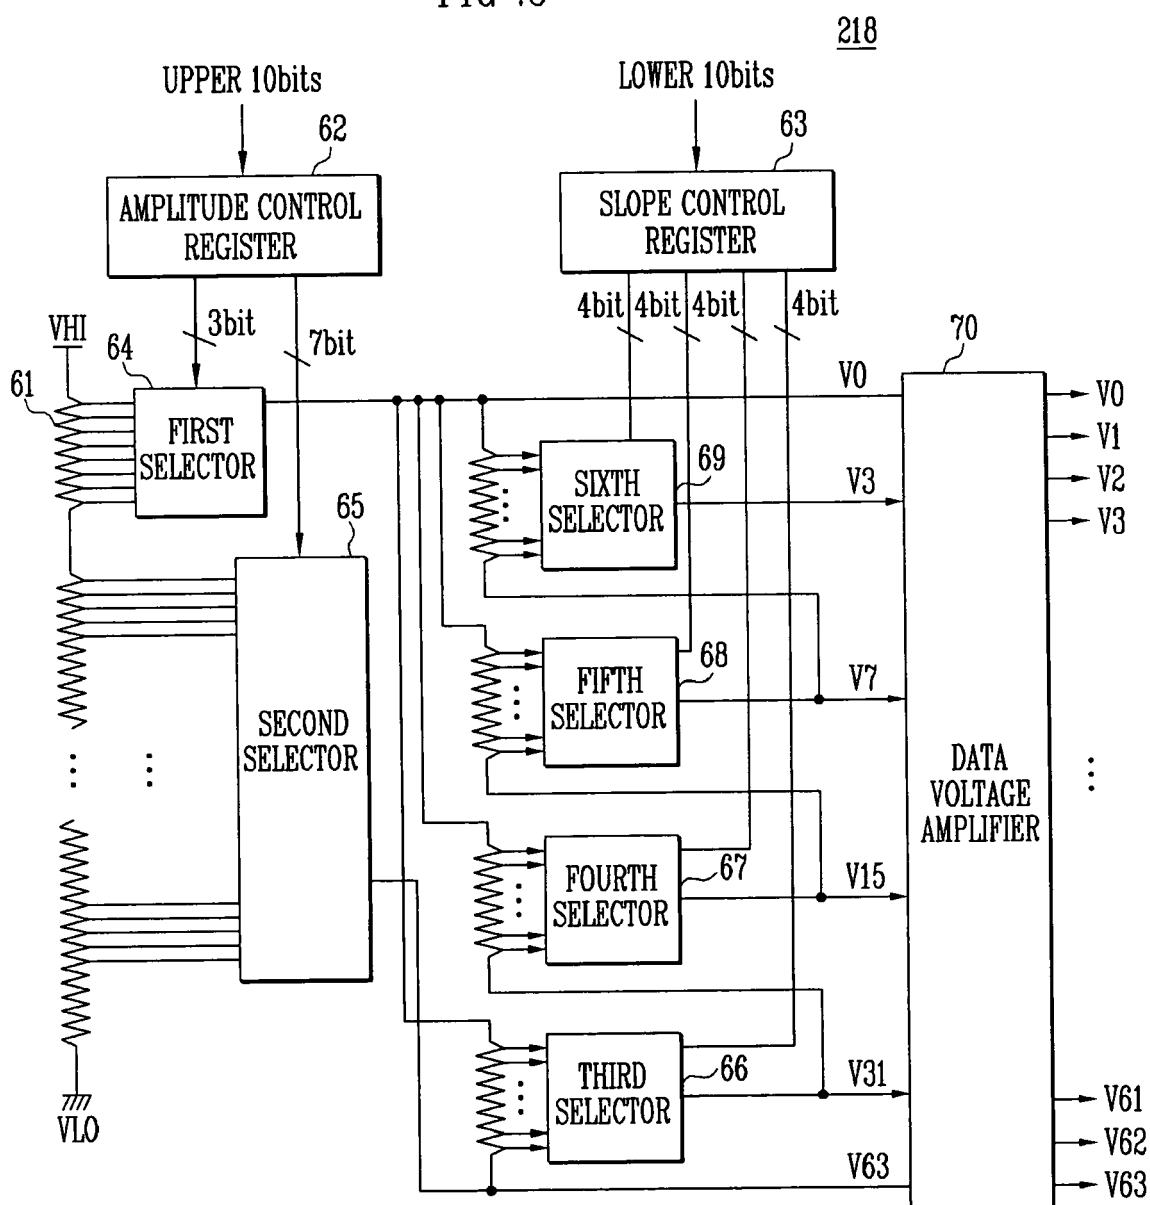 218
UPPER 10bits
LOWER 10bits
62
63
AMPLITUDE CONTROL
REGISTER
SLOPE CONTROL
REGISTER
3bit
7bit
4bit
4bit
4bit
4bit
VHI
64
61
FIRST
SELECTOR
70
V0
V0
V1
V2
V3
SIXTH
SELECTOR
69
V3
65
SECOND
SELECTOR
FIFTH
SELECTOR
68
V7
DATA
VOLTAGE
AMPLIFIER
FOURTH
SELECTOR
67
V15
THIRD
SELECTOR
66
V31
VLO
V63
V61
V62
V63